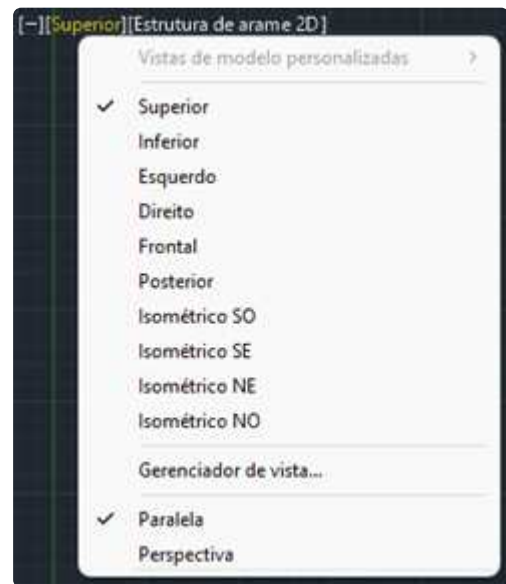 [−][Superior][Estrutura de arame 2D]
Vistas de modelo personalizadas
Superior
Inferior
Esquerdo
Direito
Frontal
Posterior
Isométrico SO
Isométrico SE
Isométrico NE
Isométrico NO
Gerenciador de vista...
Paralela
Perspectiva